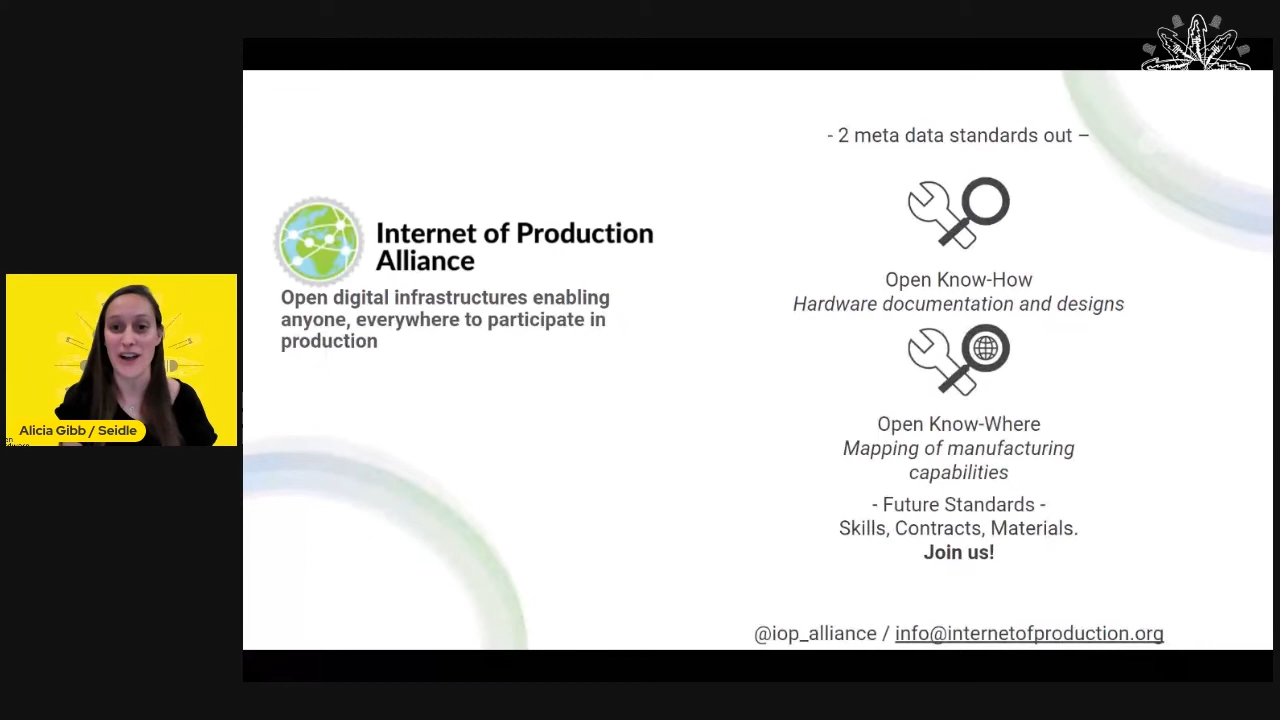 - 2 meta data standards out –
Internet of Production
Alliance
Open digital infrastructures enabling
anyone, everywhere to participate in
production
Open Know-How
Hardware documentation and designs
Open Know-Where
Mapping of manufacturing
capabilities
- Future Standards -
Skills, Contracts, Materials.
Join us!
@iop_alliance / info@internetofproduction.org
Alicia Gibb / Seidle